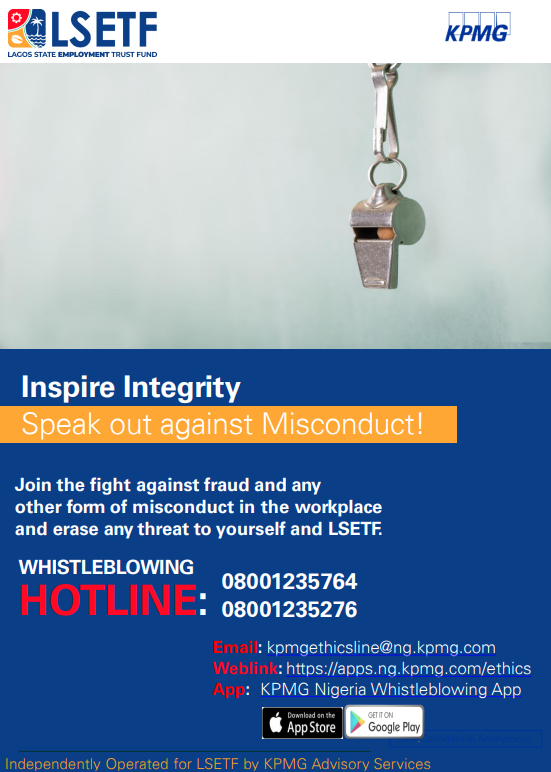 LSETF
LAGOS STATE EMPLOYMENT TRUST FUND
KPMG
Inspire Integrity
Speak out against Misconduct!
Join the fight against fraud and any
other form of misconduct in the workplace
and erase any threat to yourself and LSETF.
WHISTLEBLOWING
HOTLINE:
08001235764
08001235276
Email: kpmgethicsline@ng.kpmg.com
Weblink: https://apps.ng.kpmg.com/ethics
App: KPMG Nigeria Whistleblowing App
Download on the
App Store
GET IT ON
Google Play
Independently Operated for LSETF by KPMG Advisory Services